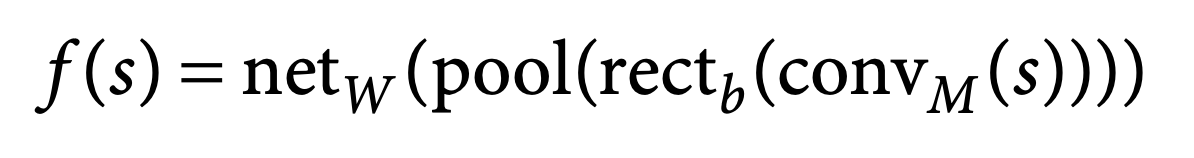 f(s) = net_W(pool(rect_b(conv_M(s))))